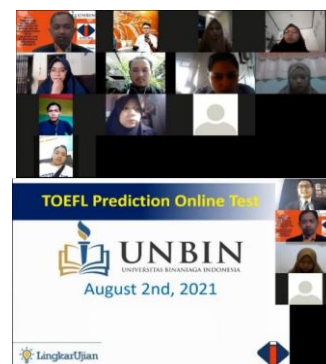 TOEFL Prediction Online Test
UNBIN
UNIVERSITAS BINANIAGA INDONESIA
August 2nd, 2021
LingkarUjian